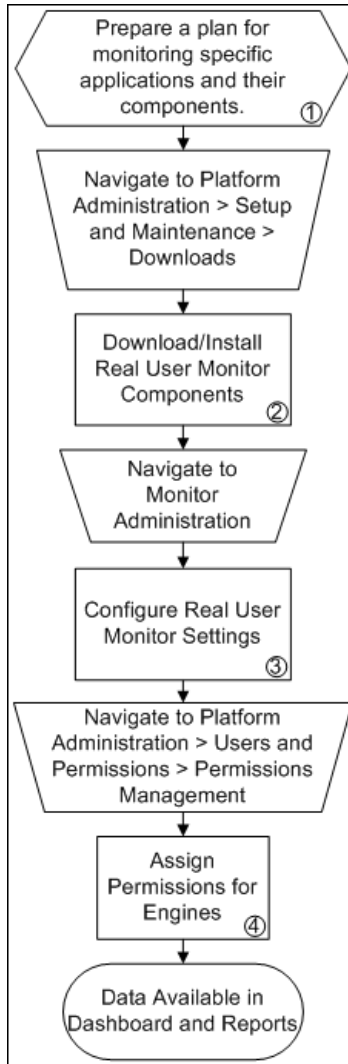 Prepare a plan for
monitoring specific
applications and their
components.
①
Navigate to Platform
Administration > Setup
and Maintenance >
Downloads
Download/Install
Real User Monitor
Components
②
Navigate to
Monitor
Administration
Configure Real User
Monitor Settings
③
Navigate to Platform
Administration > Users and
Permissions > Permissions
Management
Assign
Permissions for
Engines
④
Data Available in
Dashboard and Reports